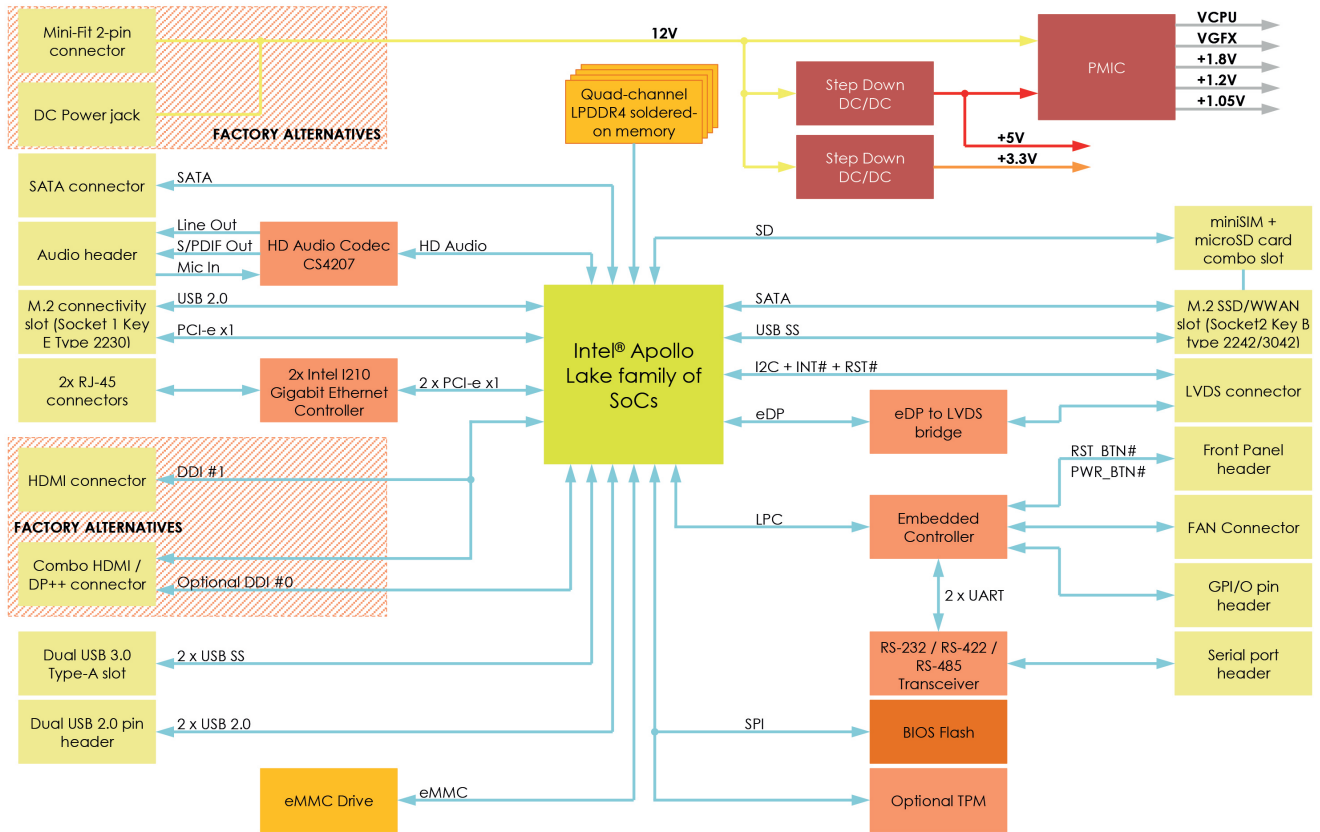 Mini-Fit 2-pin
connector
DC Power jack
FACTORY ALTERNATIVES
12V
Quad-channel
LPDDR4 soldered-
on memory
Step Down
DC/DC
Step Down
DC/DC
PMIC
VCPU
VGFX
+1.8V
+1.2V
+1.05V
+5V
+3.3V
SATA connector
SATA
Audio header
Line Out
S/PDIF Out
Mic In
HD Audio Codec
CS4207
HD Audio
M.2 connectivity
slot (Socket 1 Key
E Type 2230)
USB 2.0
PCI-e x1
2x RJ-45
connectors
2x Intel I210
Gigabit Ethernet
Controller
2 x PCI-e x1
Intel® Apollo
Lake family of
SoCs
SD
miniSIM +
microSD card
combo slot
SATA
USB SS
M.2 SSD/WWAN
slot (Socket2 Key B
type 2242/3042)
I2C + INT# + RST#
LVDS connector
eDP
eDP to LVDS
bridge
RST_BTN#
PWR_BTN#
Front Panel
header
HDMI connector
DDI #1
FACTORY ALTERNATIVES
Combo HDMI /
DP++ connector
Optional DDI #0
LPC
Embedded
Controller
FAN Connector
GPI/O pin
header
2 x UART
RS-232 / RS-422 /
RS-485
Transceiver
Serial port
header
Dual USB 3.0
Type-A slot
2 x USB SS
Dual USB 2.0 pin
header
2 x USB 2.0
SPI
BIOS Flash
eMMC Drive
eMMC
Optional TPM